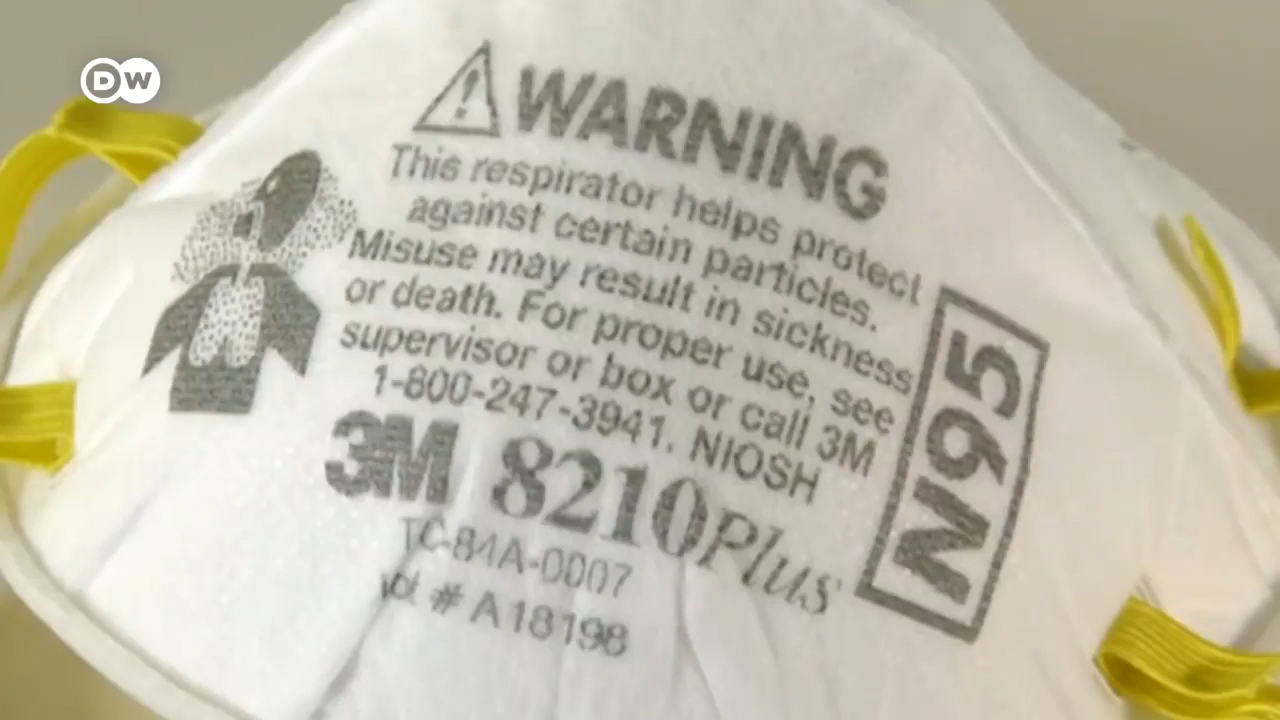 DW
WARNING
This respirator helps protect
against certain particles.
Misuse may result in sickness
or death. For proper use, see
supervisor or box or call 3M
1-800-247-3941. NIOSH
3M 8210Plus
TC-84A-0007
Lot # A18198
N95